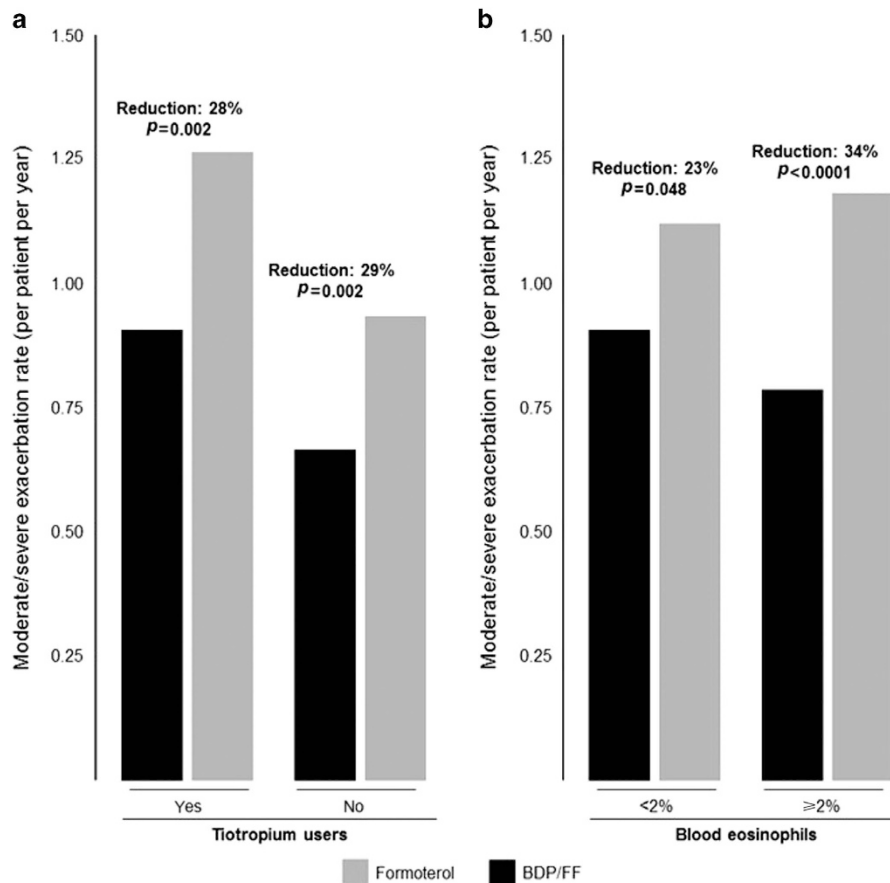 a
Moderate/severe exacerbation rate (per patient per year)
1.50
1.25
1.00
0.75
0.50
0.25
Reduction: 28%
p=0.002
Reduction: 29%
p=0.002
Yes
No
Tiotropium users
b
Moderate/severe exacerbation rate (per patient per year)
1.50
1.25
1.00
0.75
0.50
0.25
Reduction: 23%
p=0.048
Reduction: 34%
p<0.0001
<2%
⩾2%
Blood eosinophils
Formoterol
BDP/FF